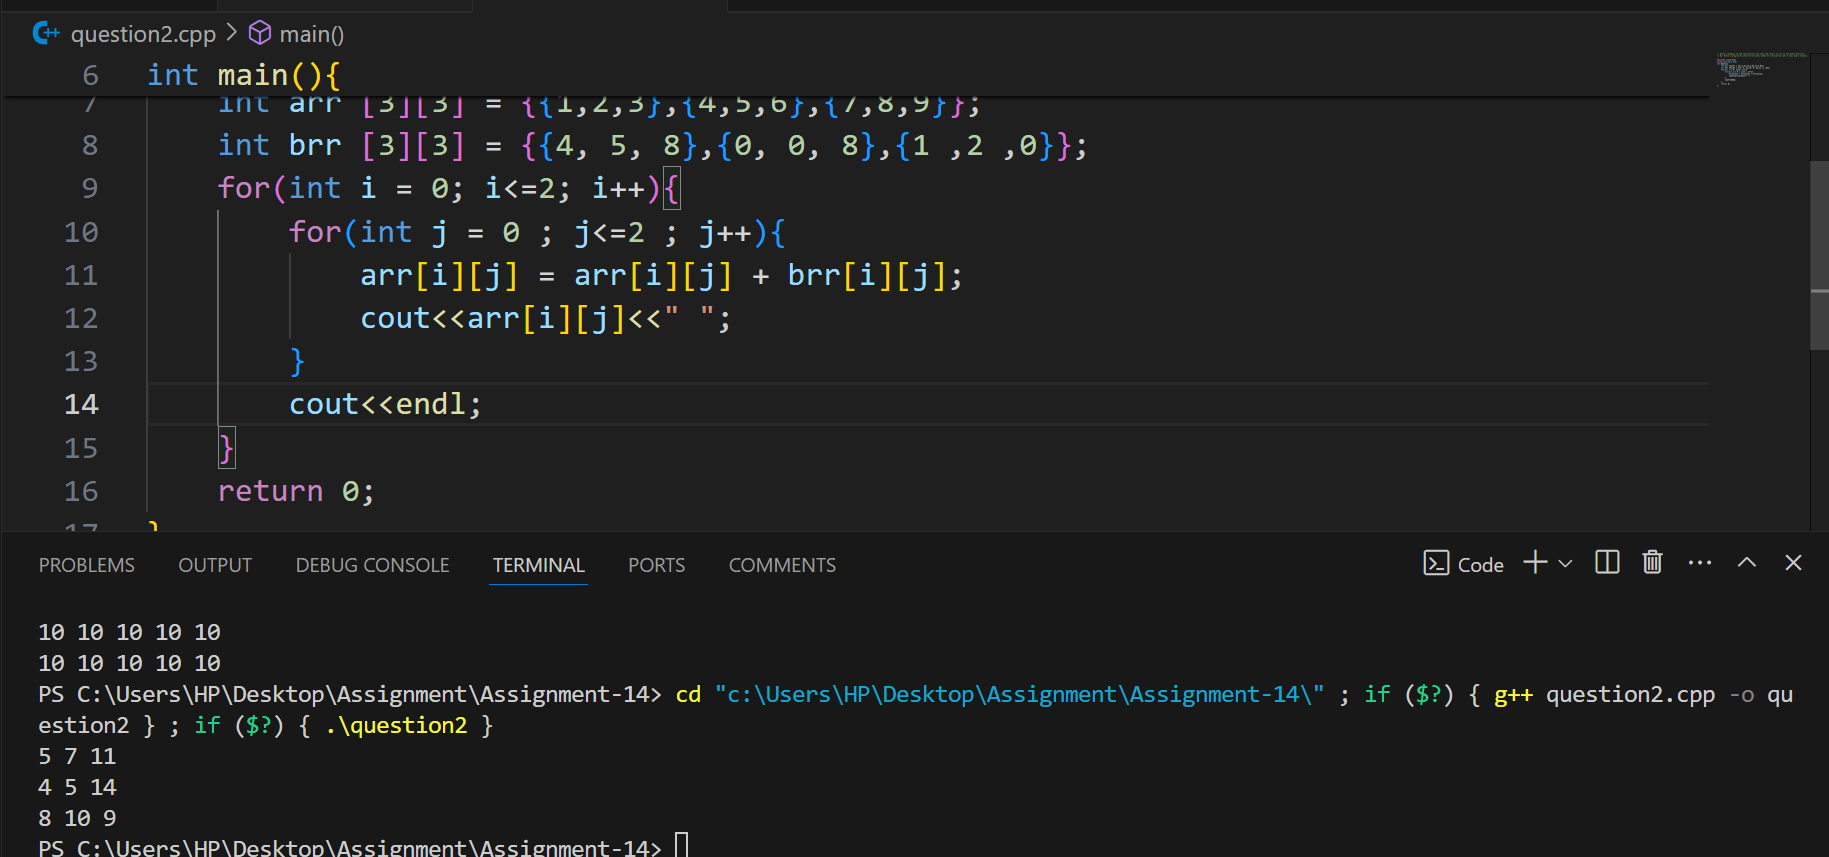 question2.cpp > main()
6 int main(){
7 int arr [3][3] = {{1,2,3},{4,5,6},{7,8,9}};
8 int brr [3][3] = {{4, 5, 8},{0, 0, 8},{1 ,2 ,0}};
9 for(int i = 0; i<=2; i++){
10 for(int j = 0 ; j<=2 ; j++){
11 arr[i][j] = arr[i][j] + brr[i][j];
12 cout<<arr[i][j]<<" ";
13 }
14 cout<<endl;
15 }
16 return 0;
17 }
PROBLEMS OUTPUT DEBUG CONSOLE TERMINAL PORTS COMMENTS Code
10 10 10 10 10
10 10 10 10 10
PS C:\Users\HP\Desktop\Assignment\Assignment-14> cd "c:\Users\HP\Desktop\Assignment\Assignment-14\" ; if ($?) { g++ question2.cpp -o qu
estion2 } ; if ($?) { .\question2 }
5 7 11
4 5 14
8 10 9
PS C:\Users\HP\Desktop\Assignment\Assignment-14>